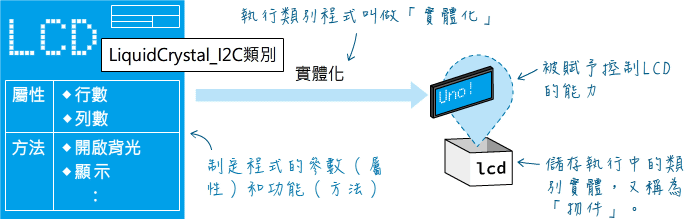 LCD
LiquidCrystal_I2C類別
屬性
◆行數
◆列數
方法
◆開啟背光
◆顯示
：
執行類別程式叫做「實體化」
實體化
制定程式的參數（屬
性）和功能（方法）
Uno!
被賦予控制LCD
的能力
lcd
儲存執行中的類
別實體，又稱為
「物件」。